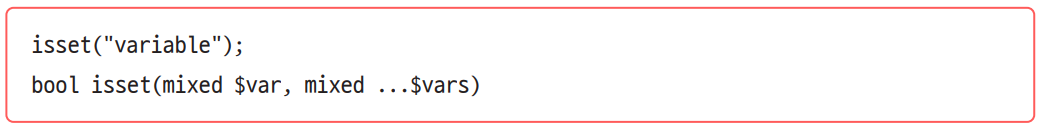 isset("variable");
bool isset(mixed $var, mixed ...$vars)